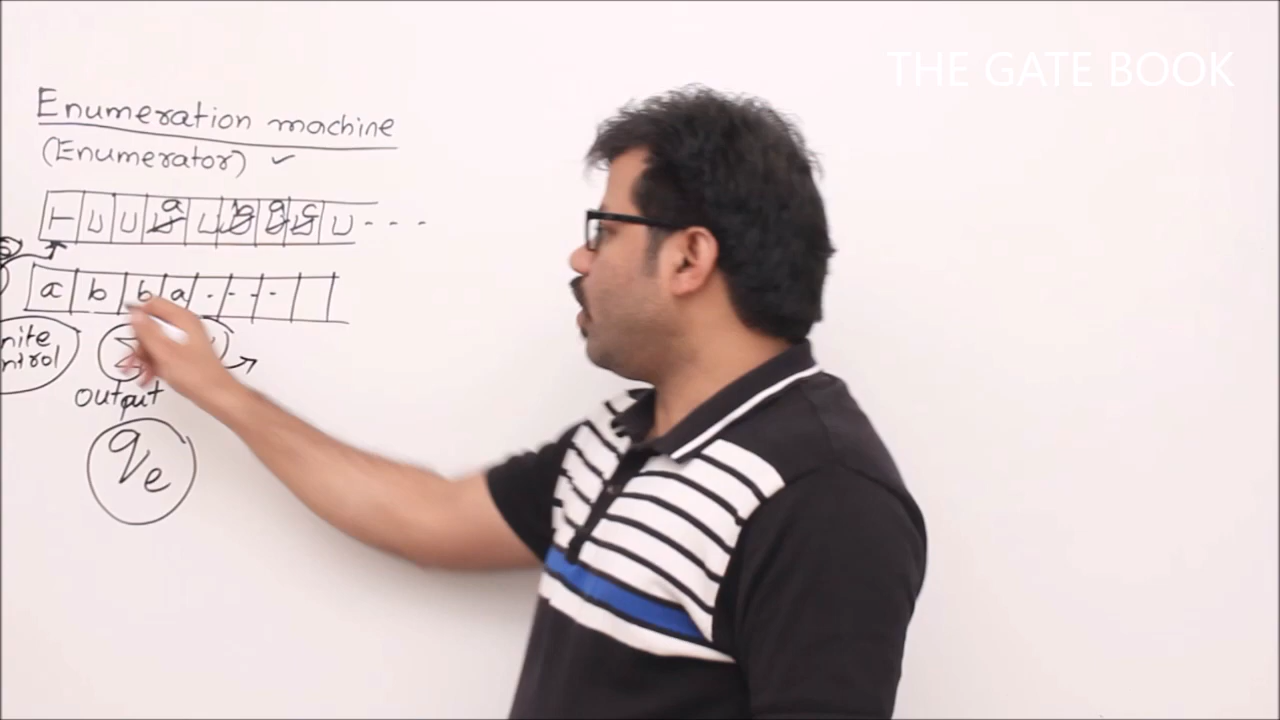 THE GATE BOOK
Enumeration machine
(Enumerator) ✓
⊢ ⊔ ⊔ a ⊔ b a c ⊔ - - -
a b b a - - - -
nite
ntrol
output
qe